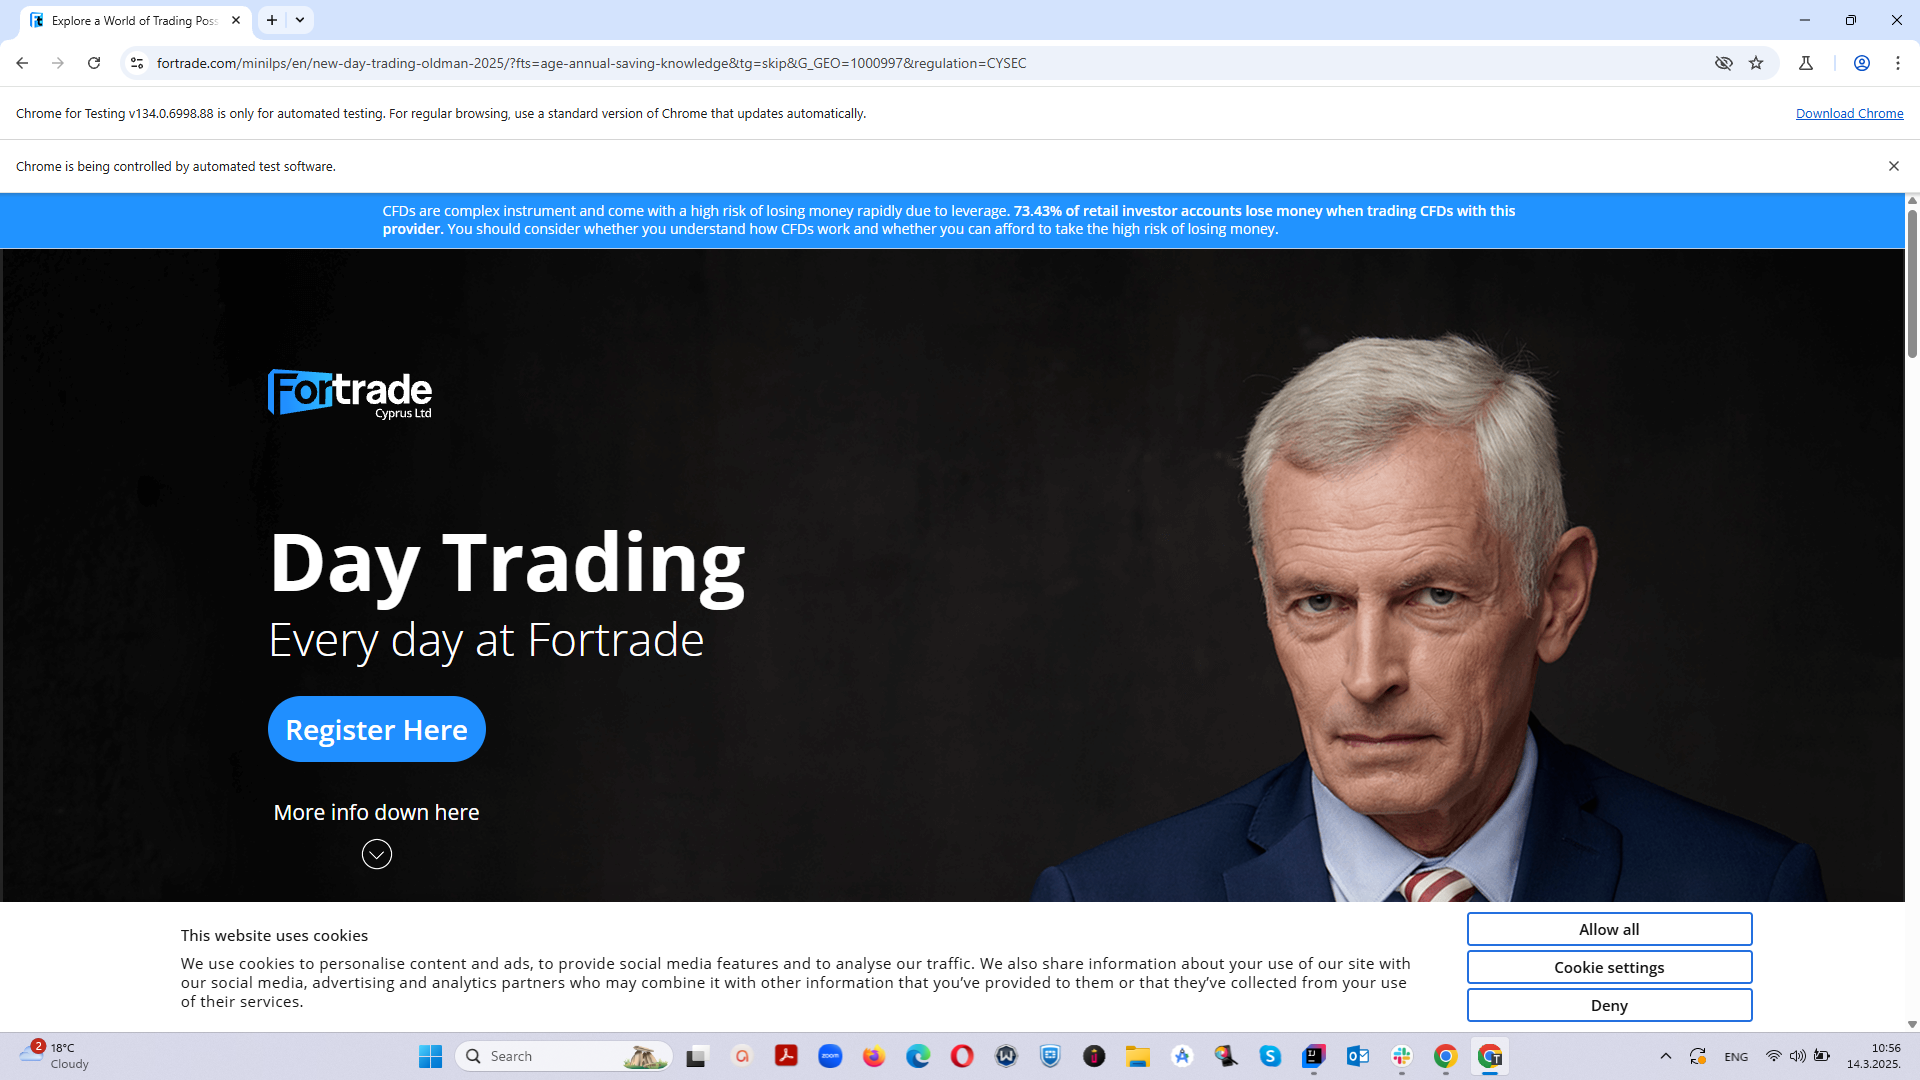 Explore a World of Trading Poss
fortrade.com/minilps/en/new-day-trading-oldman-2025/?fts=age-annual-saving-knowledge&tg=skip&G_GEO=1000997&regulation=CYSEC
Chrome for Testing v134.0.6998.88 is only for automated testing. For regular browsing, use a standard version of Chrome that updates automatically.
Download Chrome
Chrome is being controlled by automated test software.
CFDs are complex instrument and come with a high risk of losing money rapidly due to leverage. 73.43% of retail investor accounts lose money when trading CFDs with this
provider. You should consider whether you understand how CFDs work and whether you can afford to take the high risk of losing money.
Fortrade
Cyprus Ltd
Day Trading
Every day at Fortrade
Register Here
More info down here
This website uses cookies
We use cookies to personalise content and ads, to provide social media features and to analyse our traffic. We also share information about your use of our site with
our social media, advertising and analytics partners who may combine it with other information that you’ve provided to them or that they’ve collected from your use
of their services.
Allow all
Cookie settings
Deny
2
18°C
Cloudy
Search
zoom
ENG
10:56
14.3.2025.